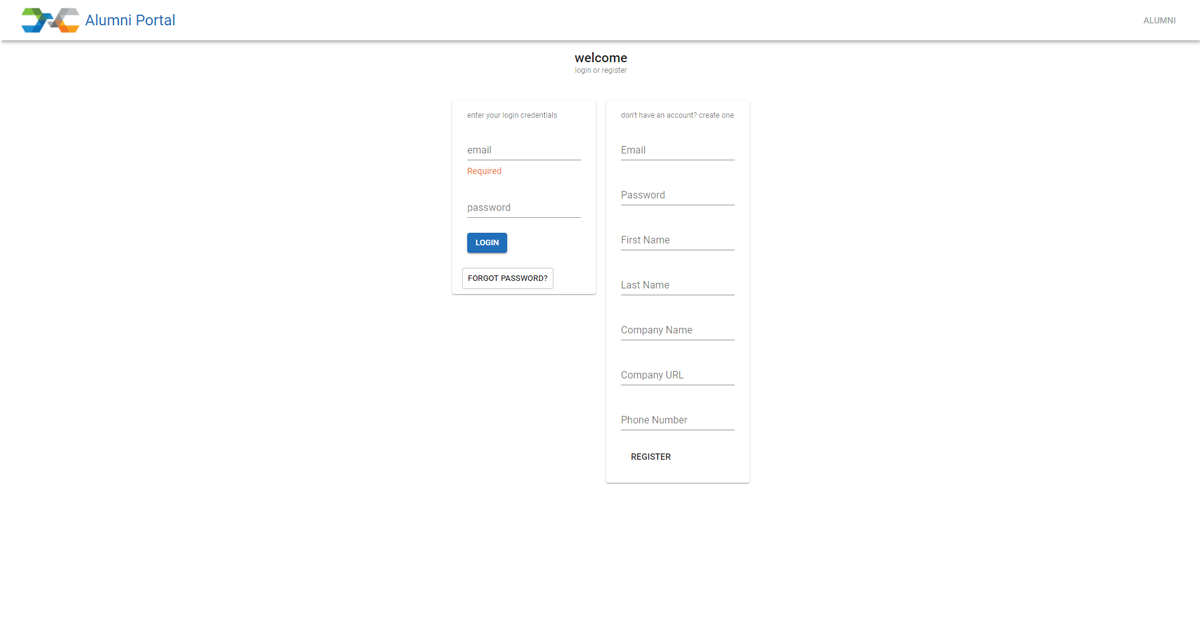 Alumni Portal
ALUMNI
welcome
login or register
enter your login credentials
email
Required
password
LOGIN
FORGOT PASSWORD?
don't have an account? create one
Email
Password
First Name
Last Name
Company Name
Company URL
Phone Number
REGISTER